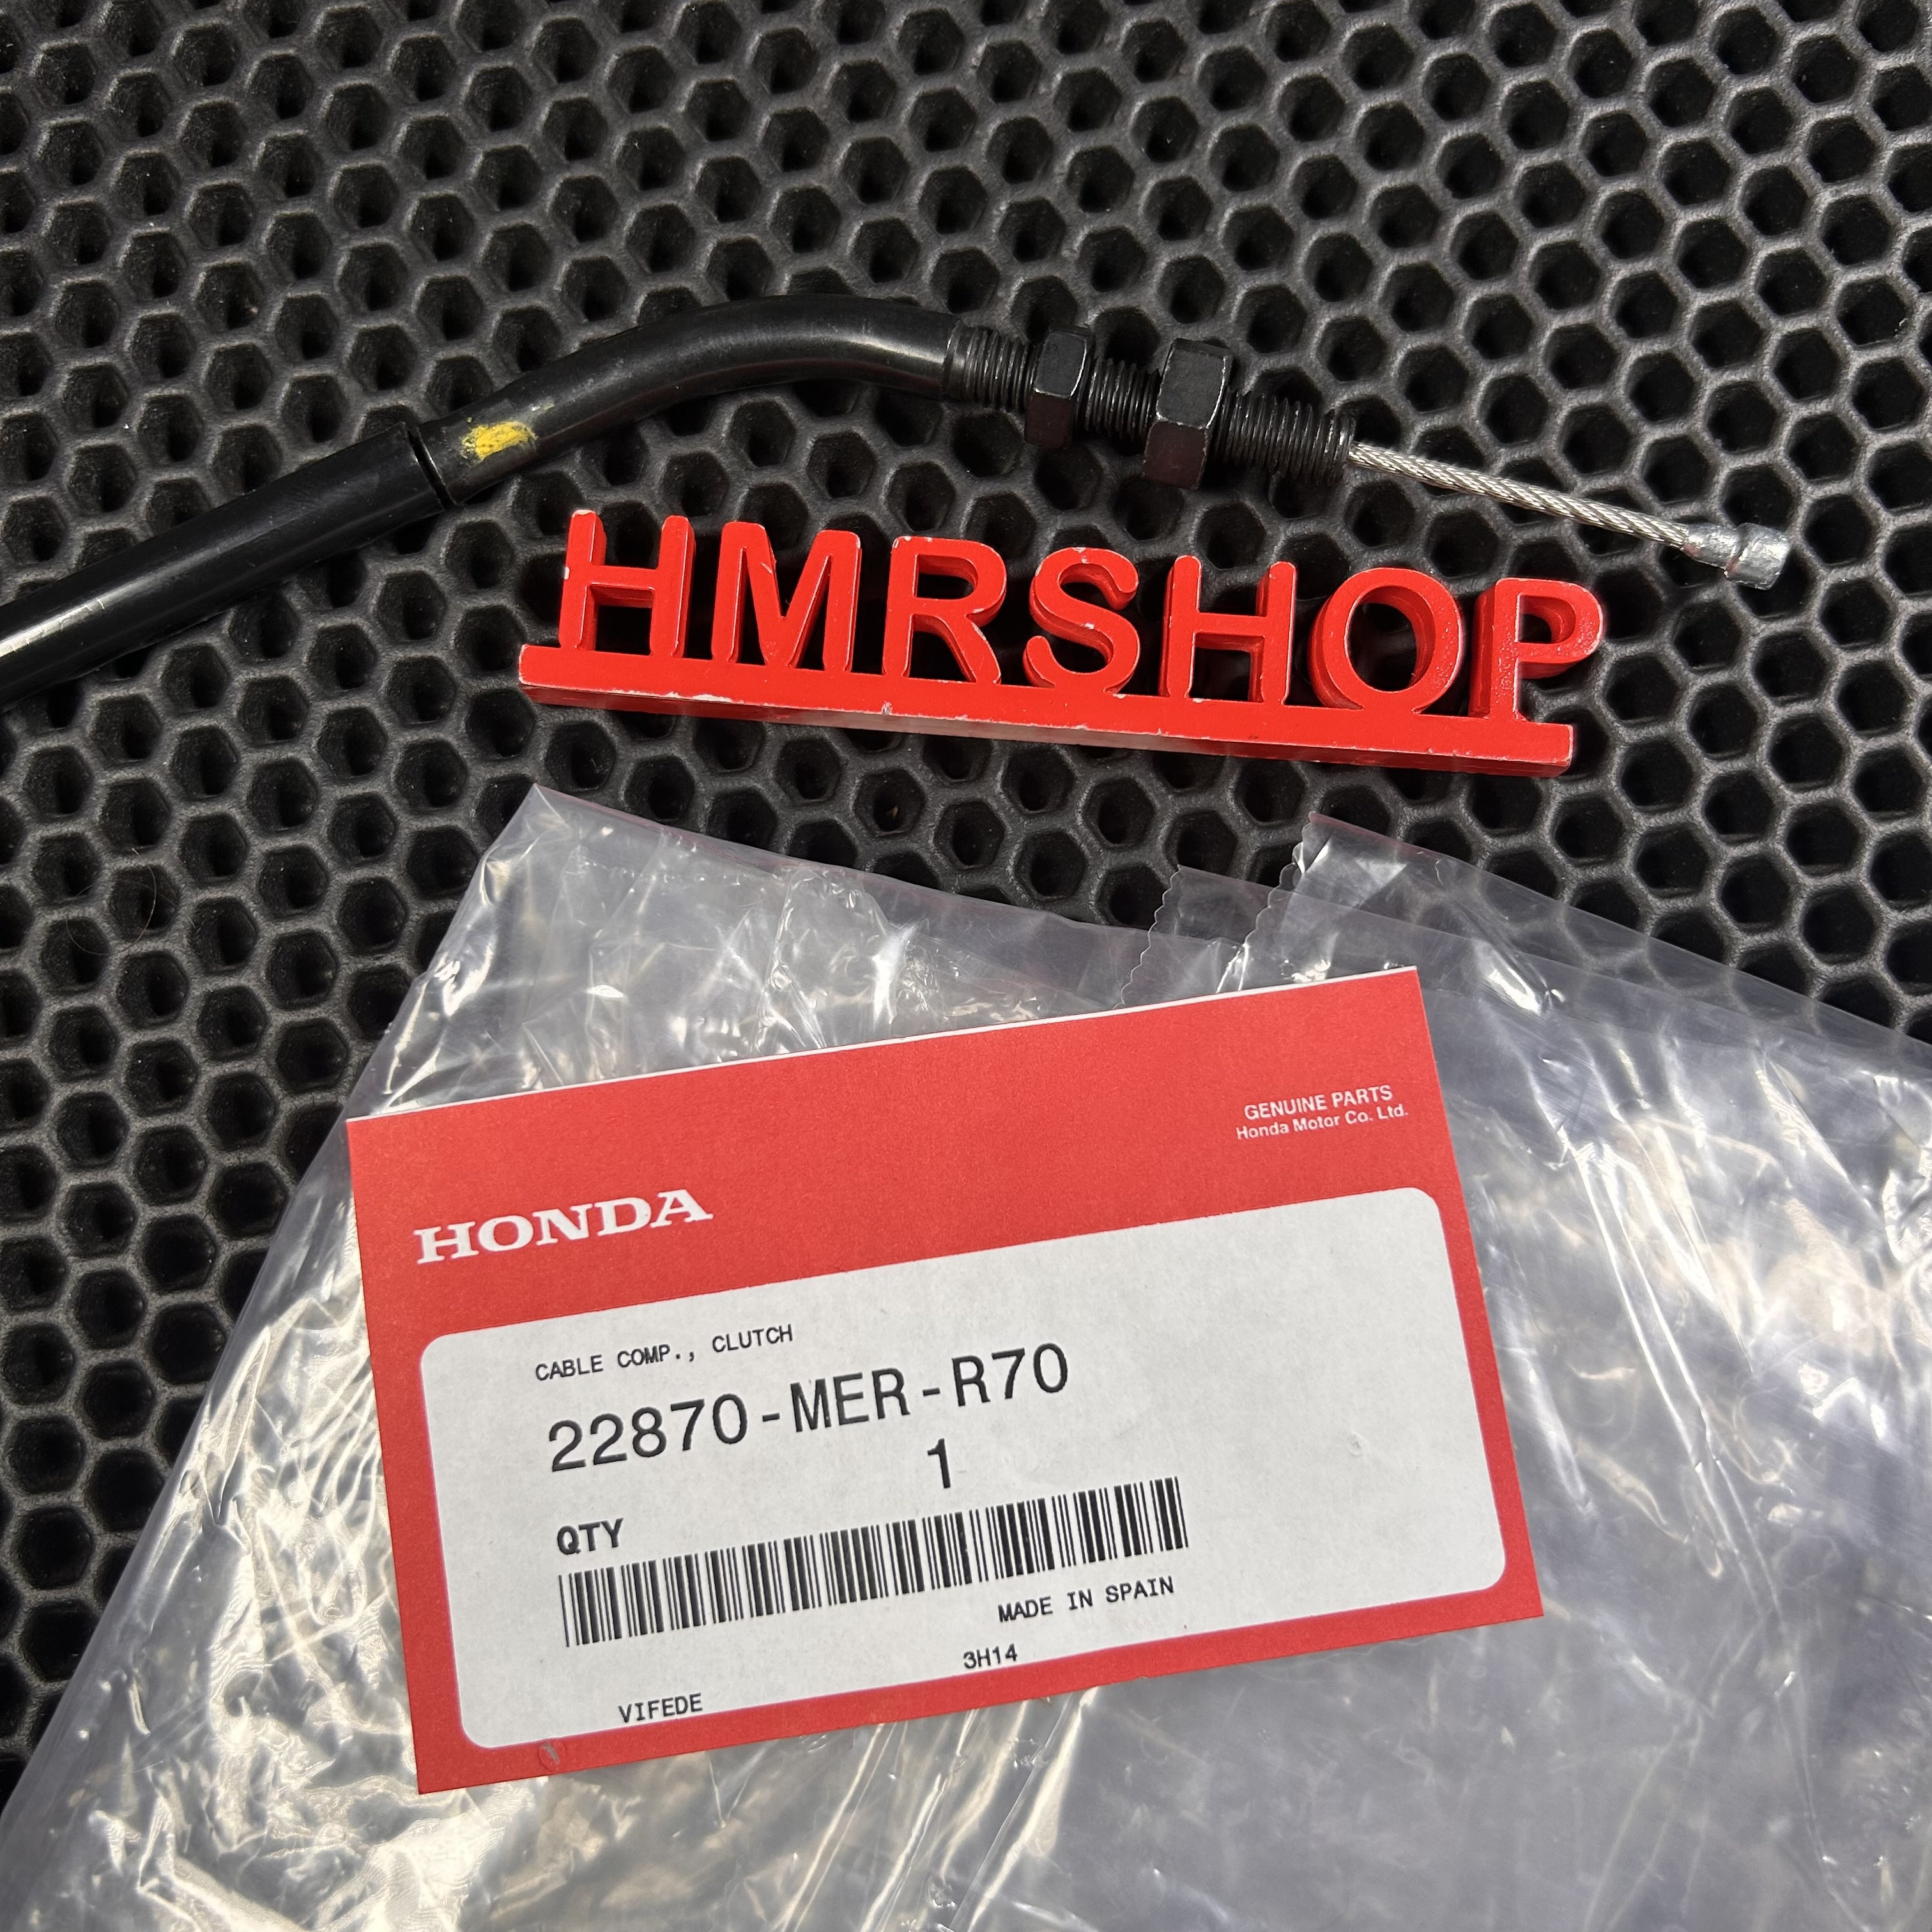 HMRSHOP
GENUINE PARTS
Honda Motor Co. Ltd.
HONDA
CABLE COMP., CLUTCH
22870-MER-R70
1
QTY
MADE IN SPAIN
3H14
VIFEDE